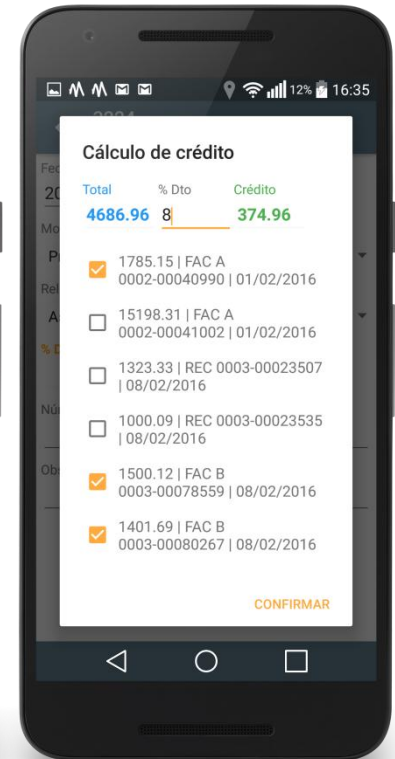 12% 16:35
Cálculo de crédito
Total % Dto Crédito
4686.96 8 374.96
1785.15 | FAC A
0002-00040990 | 01/02/2016
15198.31 | FAC A
0002-00041002 | 01/02/2016
1323.33 | REC 0003-00023507
| 08/02/2016
1000.09 | REC 0003-00023535
| 08/02/2016
1500.12 | FAC B
0003-00078559 | 08/02/2016
1401.69 | FAC B
0003-00080267 | 08/02/2016
CONFIRMAR